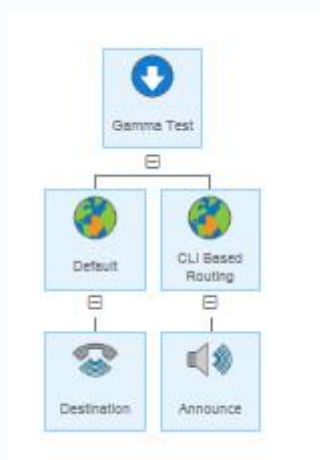 Gamma Test
Default
CLI Based
Routing
Destination
Announce